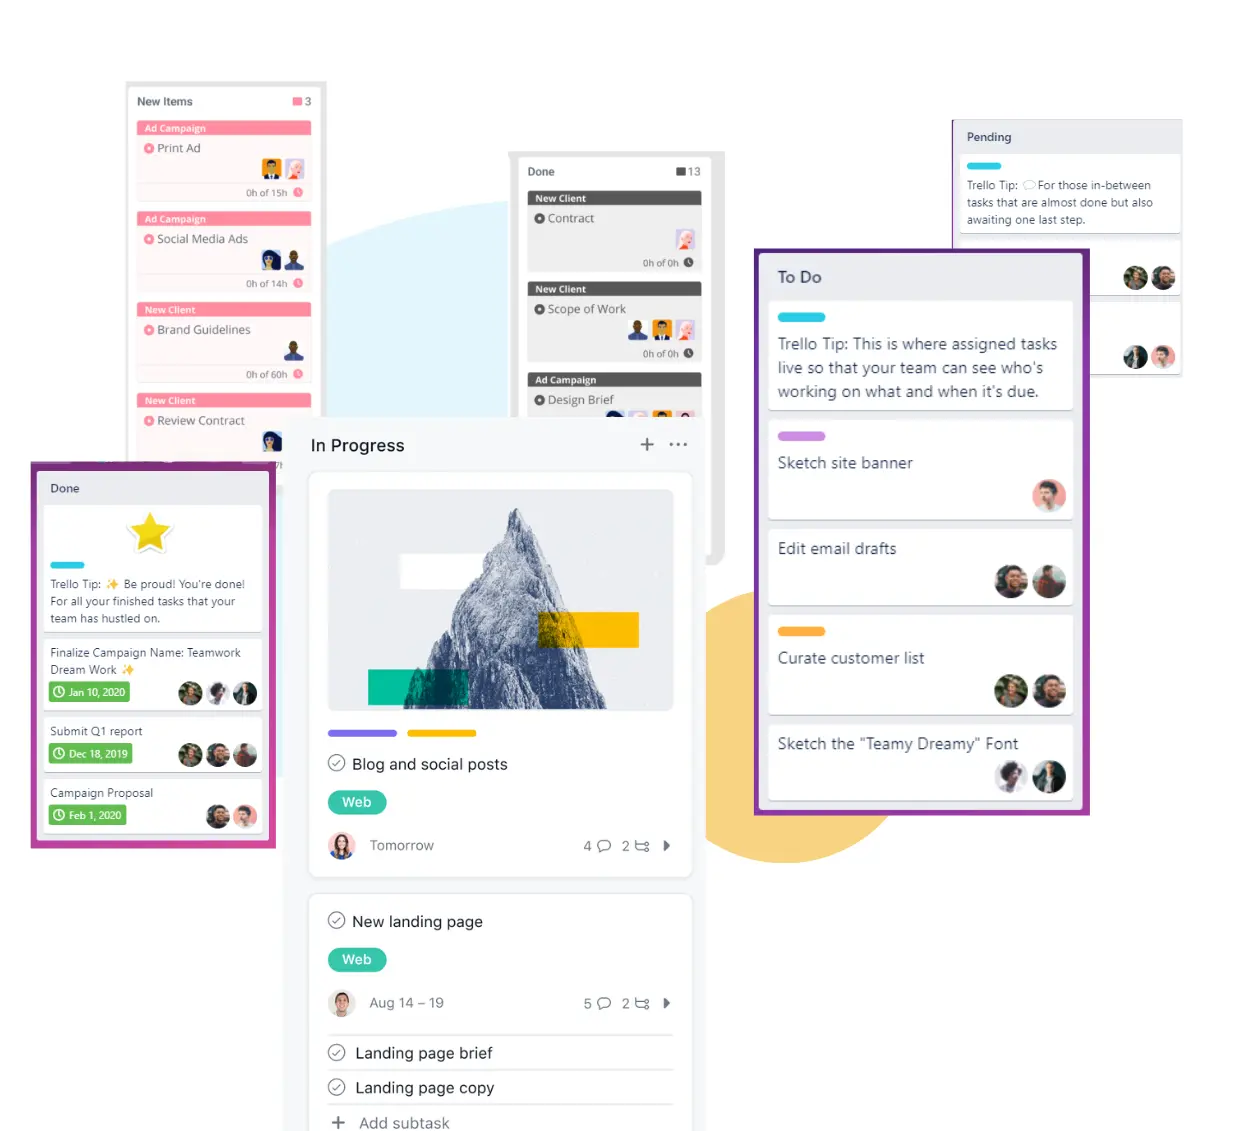 New Items
3
Ad Campaign
Print Ad
0h of 15h
Ad Campaign
Social Media Ads
0h of 14h
New Client
Brand Guidelines
0h of 60h
New Client
Review Contract
Done
13
New Client
Contract
0h of 0h
New Client
Scope of Work
0h of 0h
Ad Campaign
Design Brief
Pending
Trello Tip: 💬For those in-between
tasks that are almost done but also
awaiting one last step.
To Do
Trello Tip: This is where assigned tasks
live so that your team can see who's
working on what and when it's due.
Sketch site banner
Edit email drafts
Curate customer list
Sketch the "Teamy Dreamy" Font
Done
Trello Tip: ✨ Be proud! You're done!
For all your finished tasks that your
team has hustled on.
Finalize Campaign Name: Teamwork
Dream Work ✨
Jan 10, 2020
Submit Q1 report
Dec 18, 2019
Campaign Proposal
Feb 1, 2020
In Progress
Blog and social posts
Web
Tomorrow
4
2
New landing page
Web
Aug 14 – 19
5
2
Landing page brief
Landing page copy
Add subtask